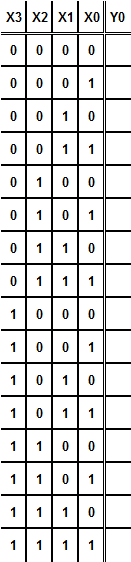 X3 X2 X1 X0 Y0
0 0 0 0
0 0 0 1
0 0 1 0
0 0 1 1
0 1 0 0
0 1 0 1
0 1 1 0
0 1 1 1
1 0 0 0
1 0 0 1
1 0 1 0
1 0 1 1
1 1 0 0
1 1 0 1
1 1 1 0
1 1 1 1